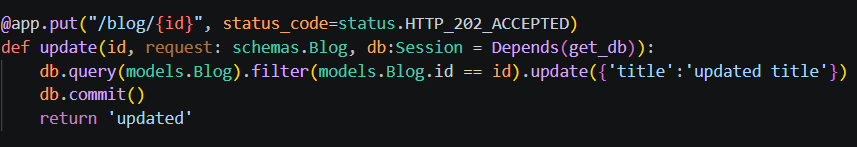 @app.put("/blog/{id}", status_code=status.HTTP_202_ACCEPTED)
def update(id, request: schemas.Blog, db:Session = Depends(get_db)):
    db.query(models.Blog).filter(models.Blog.id == id).update({'title':'updated title'})
    db.commit()
    return 'updated'